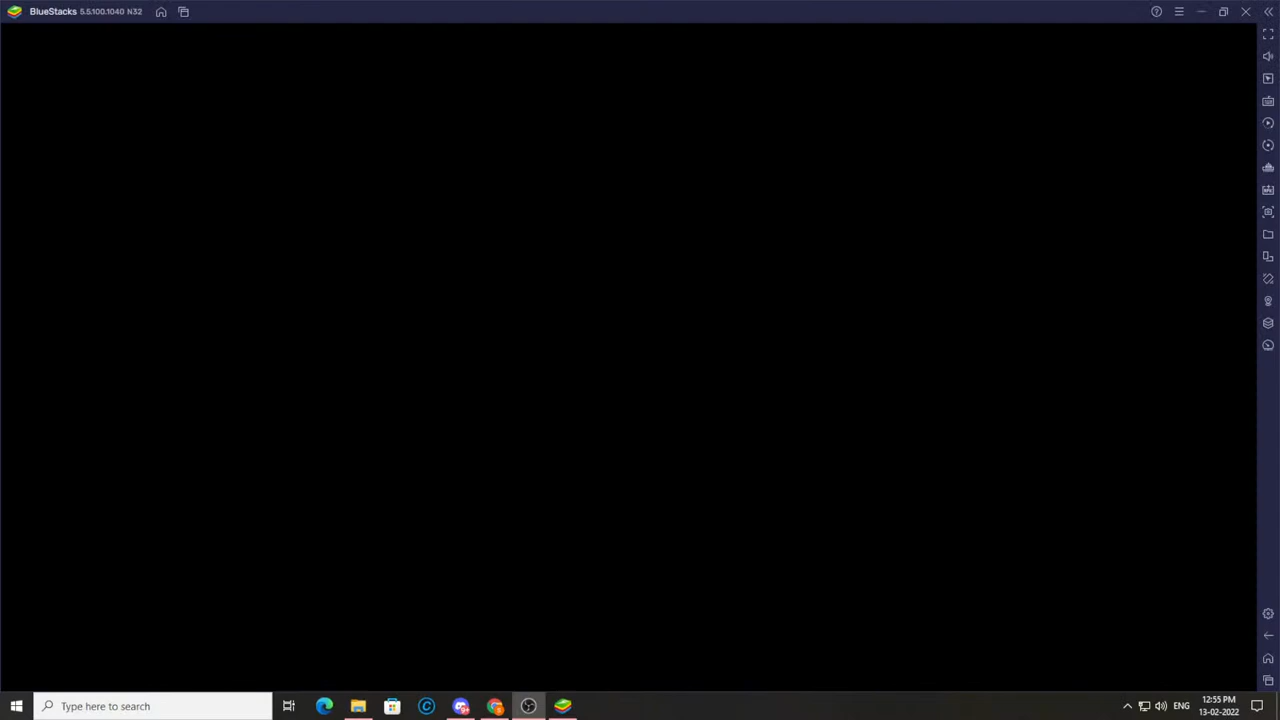 BlueStacks 5.5.100.1040 N32
Type here to search
ENG
12:55 PM
13-02-2022